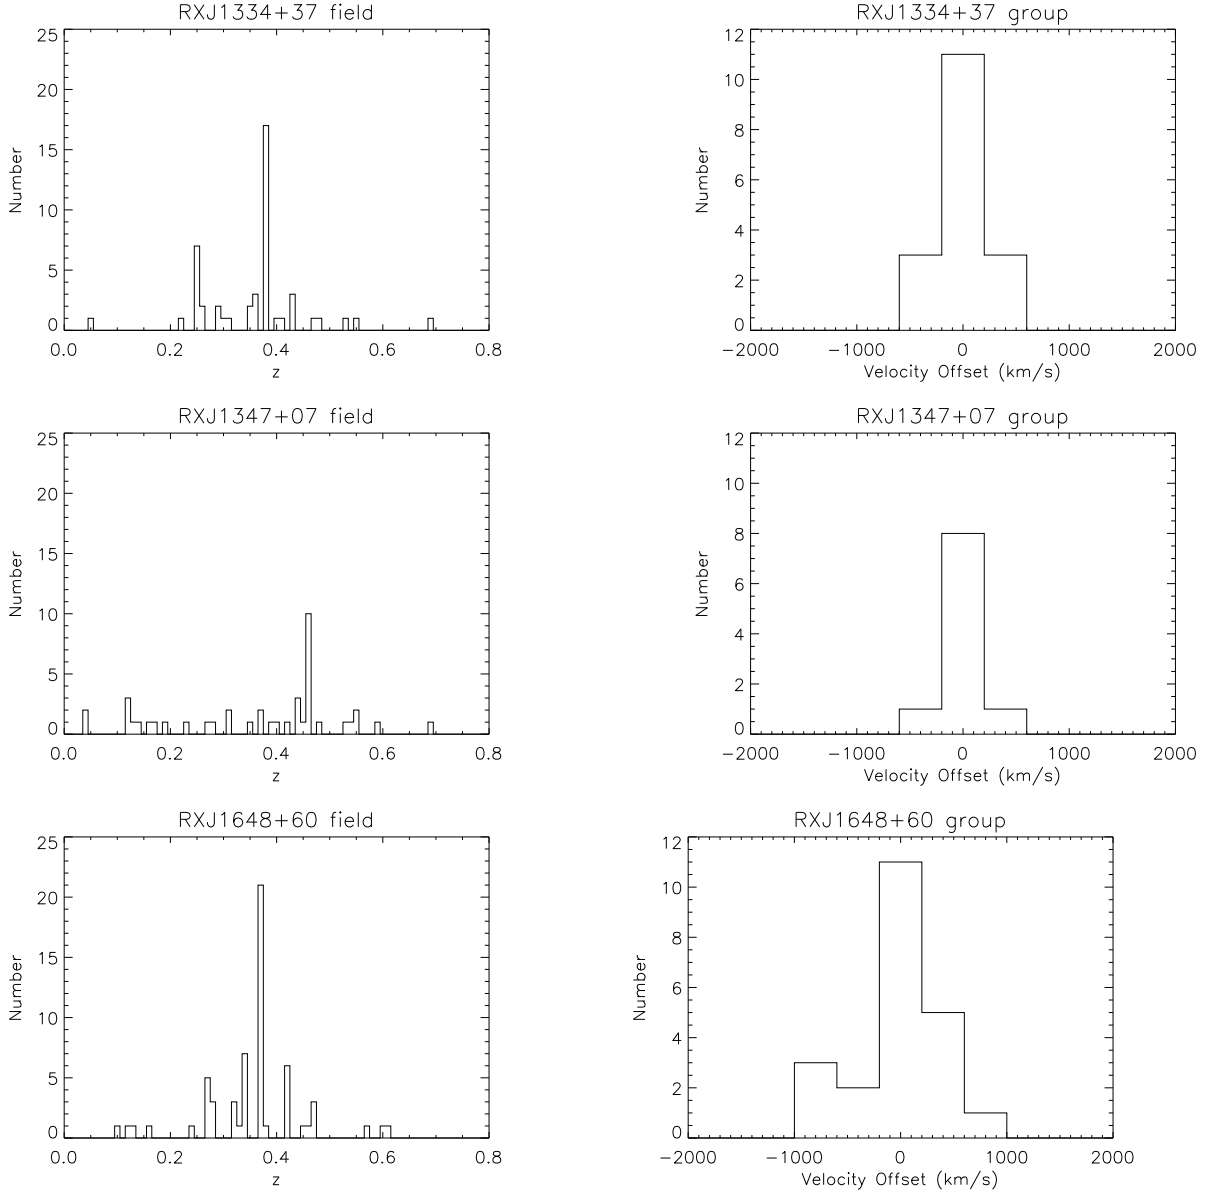 RXJ1334+37 field
25
20
15
10
5
0
Number
0.0 0.2 0.4 0.6 0.8
z
RXJ1334+37 group
12
10
8
6
4
2
0
Number
−2000 −1000 0 1000 2000
Velocity Offset (km/s)
RXJ1347+07 field
25
20
15
10
5
0
Number
0.0 0.2 0.4 0.6 0.8
z
RXJ1347+07 group
12
10
8
6
4
2
0
Number
−2000 −1000 0 1000 2000
Velocity Offset (km/s)
RXJ1648+60 field
25
20
15
10
5
0
Number
0.0 0.2 0.4 0.6 0.8
z
RXJ1648+60 group
12
10
8
6
4
2
0
Number
−2000 −1000 0 1000 2000
Velocity Offset (km/s)